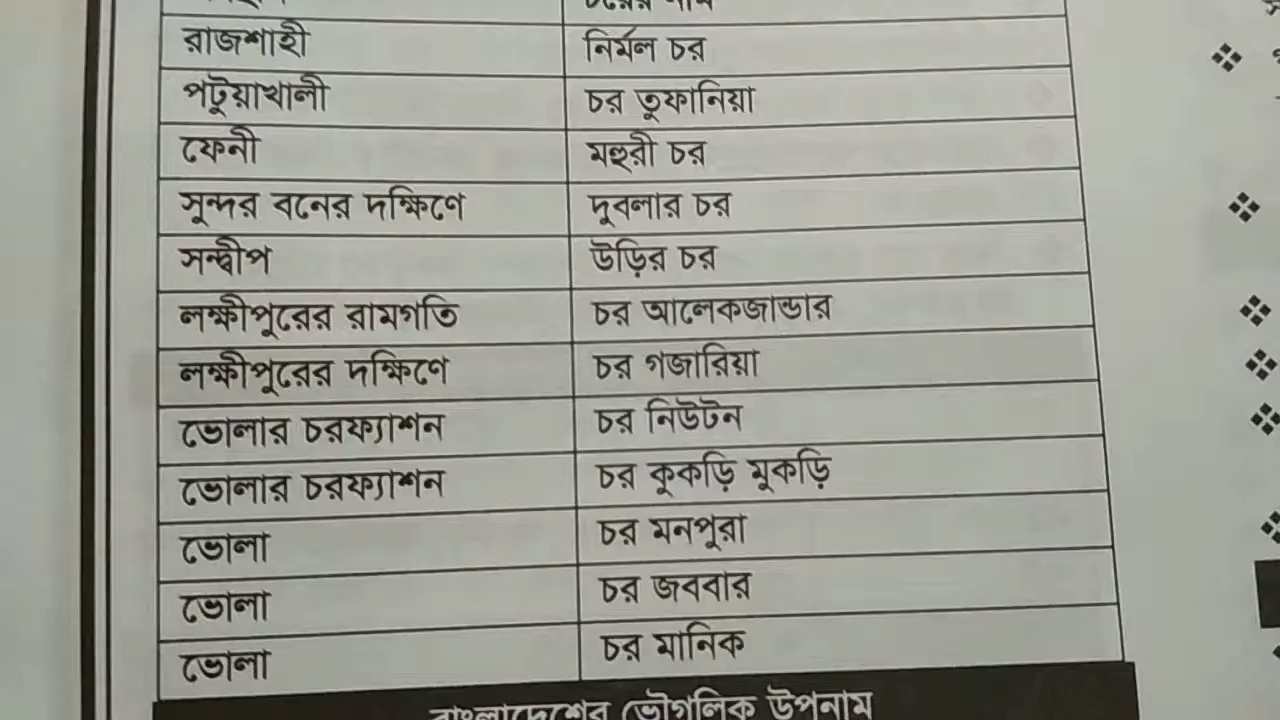 চরের নাম
রাজশাহী নির্মল চর
পটুয়াখালী চর তুফানিয়া
ফেনী মহুরী চর
সুন্দর বনের দক্ষিণে দুবলার চর
সন্দ্বীপ উড়ির চর
লক্ষীপুরের রামগতি চর আলেকজান্ডার
লক্ষীপুরের দক্ষিণে চর গজারিয়া
ভোলার চরফ্যাশন চর নিউটন
ভোলার চরফ্যাশন চর কুকড়ি মুকড়ি
ভোলা চর মনপুরা
ভোলা চর জববার
ভোলা চর মানিক
বাংলাদেশের ভৌগলিক উপনাম